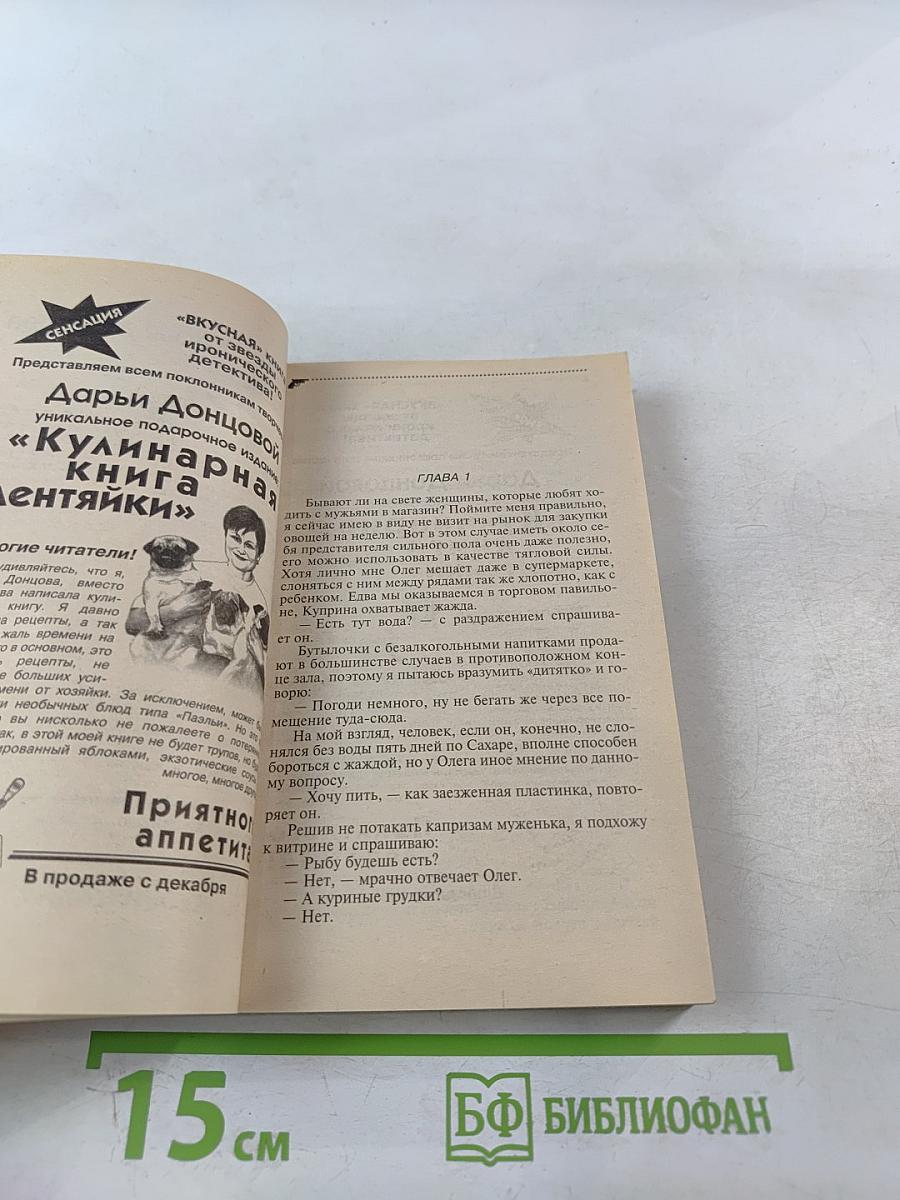 СЕНСАЦИЯ
«ВКУСНАЯ»
от звезды
иронического
детектива!
Представляем всем поклонникам
Дарьи Донцовой
уникальное подарочное издание
«Кулинарная
книга
лентяйки»
читатели!
удивляйтесь, что я,
Донцова, вместо
написала кули-
книгу. Я давно
рецепты, а так
жаль времени на
в основном, это
рецепты, не
больших уси-
от хозяйки. За исключением, может
необычных блюд типа «Паэльи». Но
вы нисколько не пожалеете о
в этой моей книге не будет трупов, но
яблоками, экзотические
многое, многое
Приятного
аппетита
В продаже с декабря
ГЛАВА 1
Бывают ли на свете женщины, которые любят хо-
дить с мужьями в магазин? Поймите меня правильно,
я сейчас имею в виду не визит на рынок для закупки
овощей на неделю. Вот в этом случае иметь около се-
бя представителя сильного пола очень даже полезно,
его можно использовать в качестве тягловой силы.
Хотя лично мне Олег мешает даже в супермаркете,
слоняться с ним между рядами так же хлопотно, как с
ребенком. Едва мы оказываемся в торговом павильо-
не, Куприна охватывает жажда.
— Есть тут вода? — с раздражением спрашива-
ет он.
Бутылочки с безалкогольными напитками прода-
ют в большинстве случаев в противоположном кон-
це зала, поэтому я пытаюсь вразумить «дитятко» и го-
ворю:
— Погоди немного, ну не бегать же через все по-
мещение туда-сюда.
На мой взгляд, человек, если он, конечно, не сло-
нялся без воды пять дней по Сахаре, вполне способен
бороться с жаждой, но у Олега иное мнение по данно-
му вопросу.
— Хочу пить, — как заезженная пластинка, повто-
ряет он.
Решив не потакать капризам муженька, я подхожу
к витрине и спрашиваю:
— Рыбу будешь есть?
— Нет, — мрачно отвечает Олег.
— А куриные грудки?
— Нет.
15 см
БФ БИБЛИОФАН